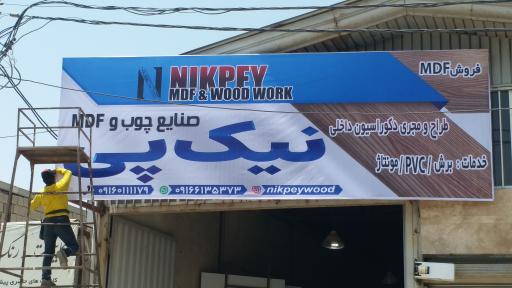 NIKPEY
MDF & WOOD WORK
فروش MDF
صنایع چوب و MDF
نیک پی
طراح و مجری دکوراسیون داخلی
خدمات : برش /PVC/مونتاژ
۰۹۱۶۰۱۱۱۱۷۹ ۰۹۱۶۶۱۳۵۳۷۳ nikpeywood